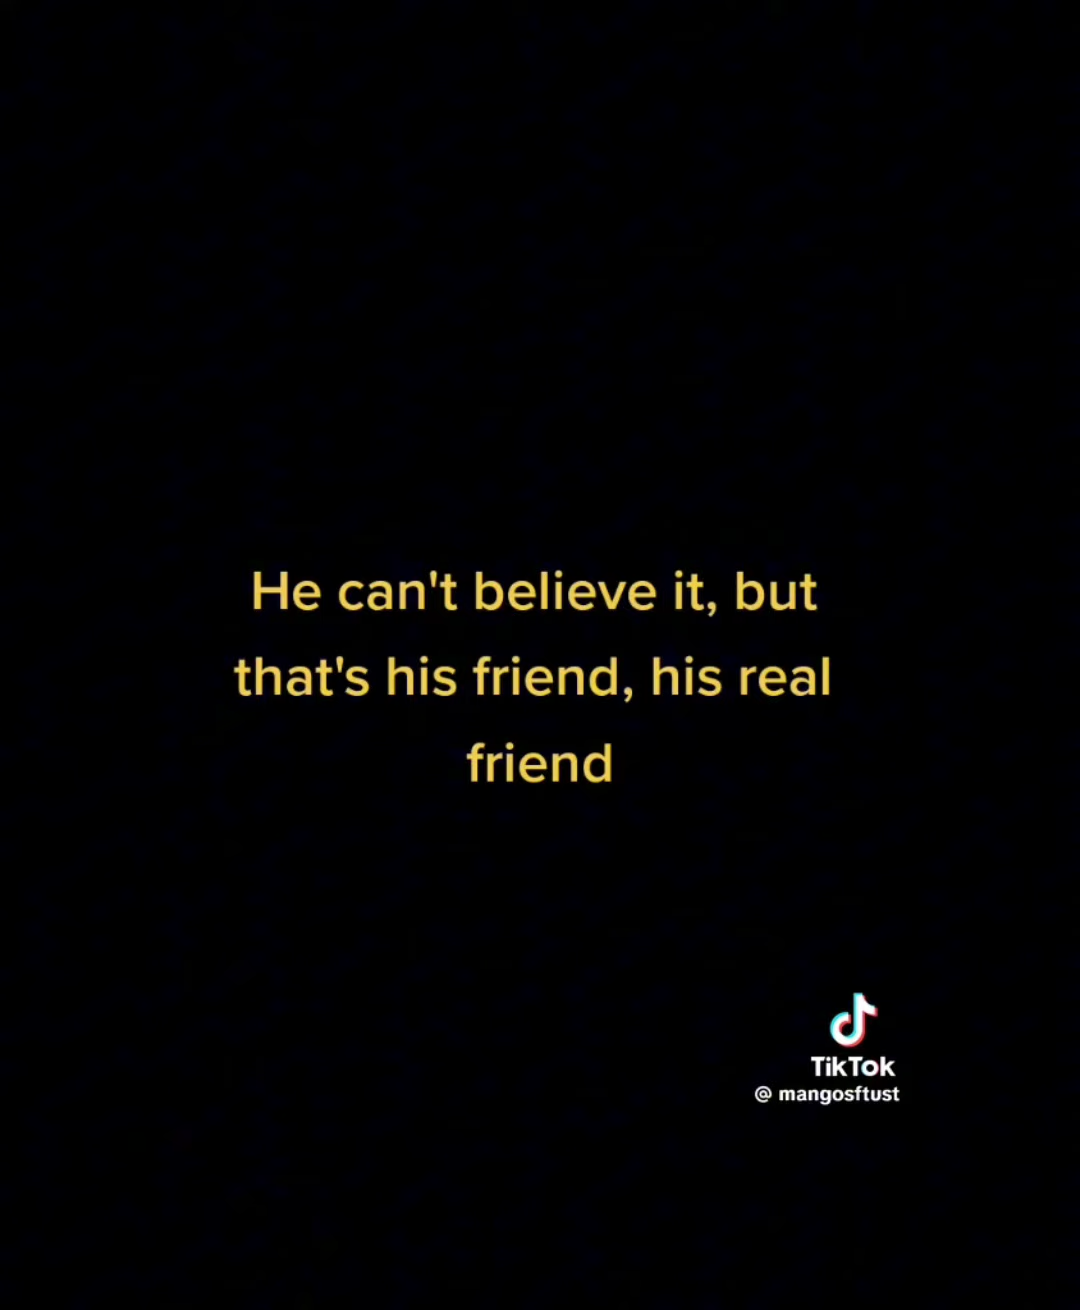 He can't believe it, but
that's his friend, his real
friend
TikTok
@ mangosftust